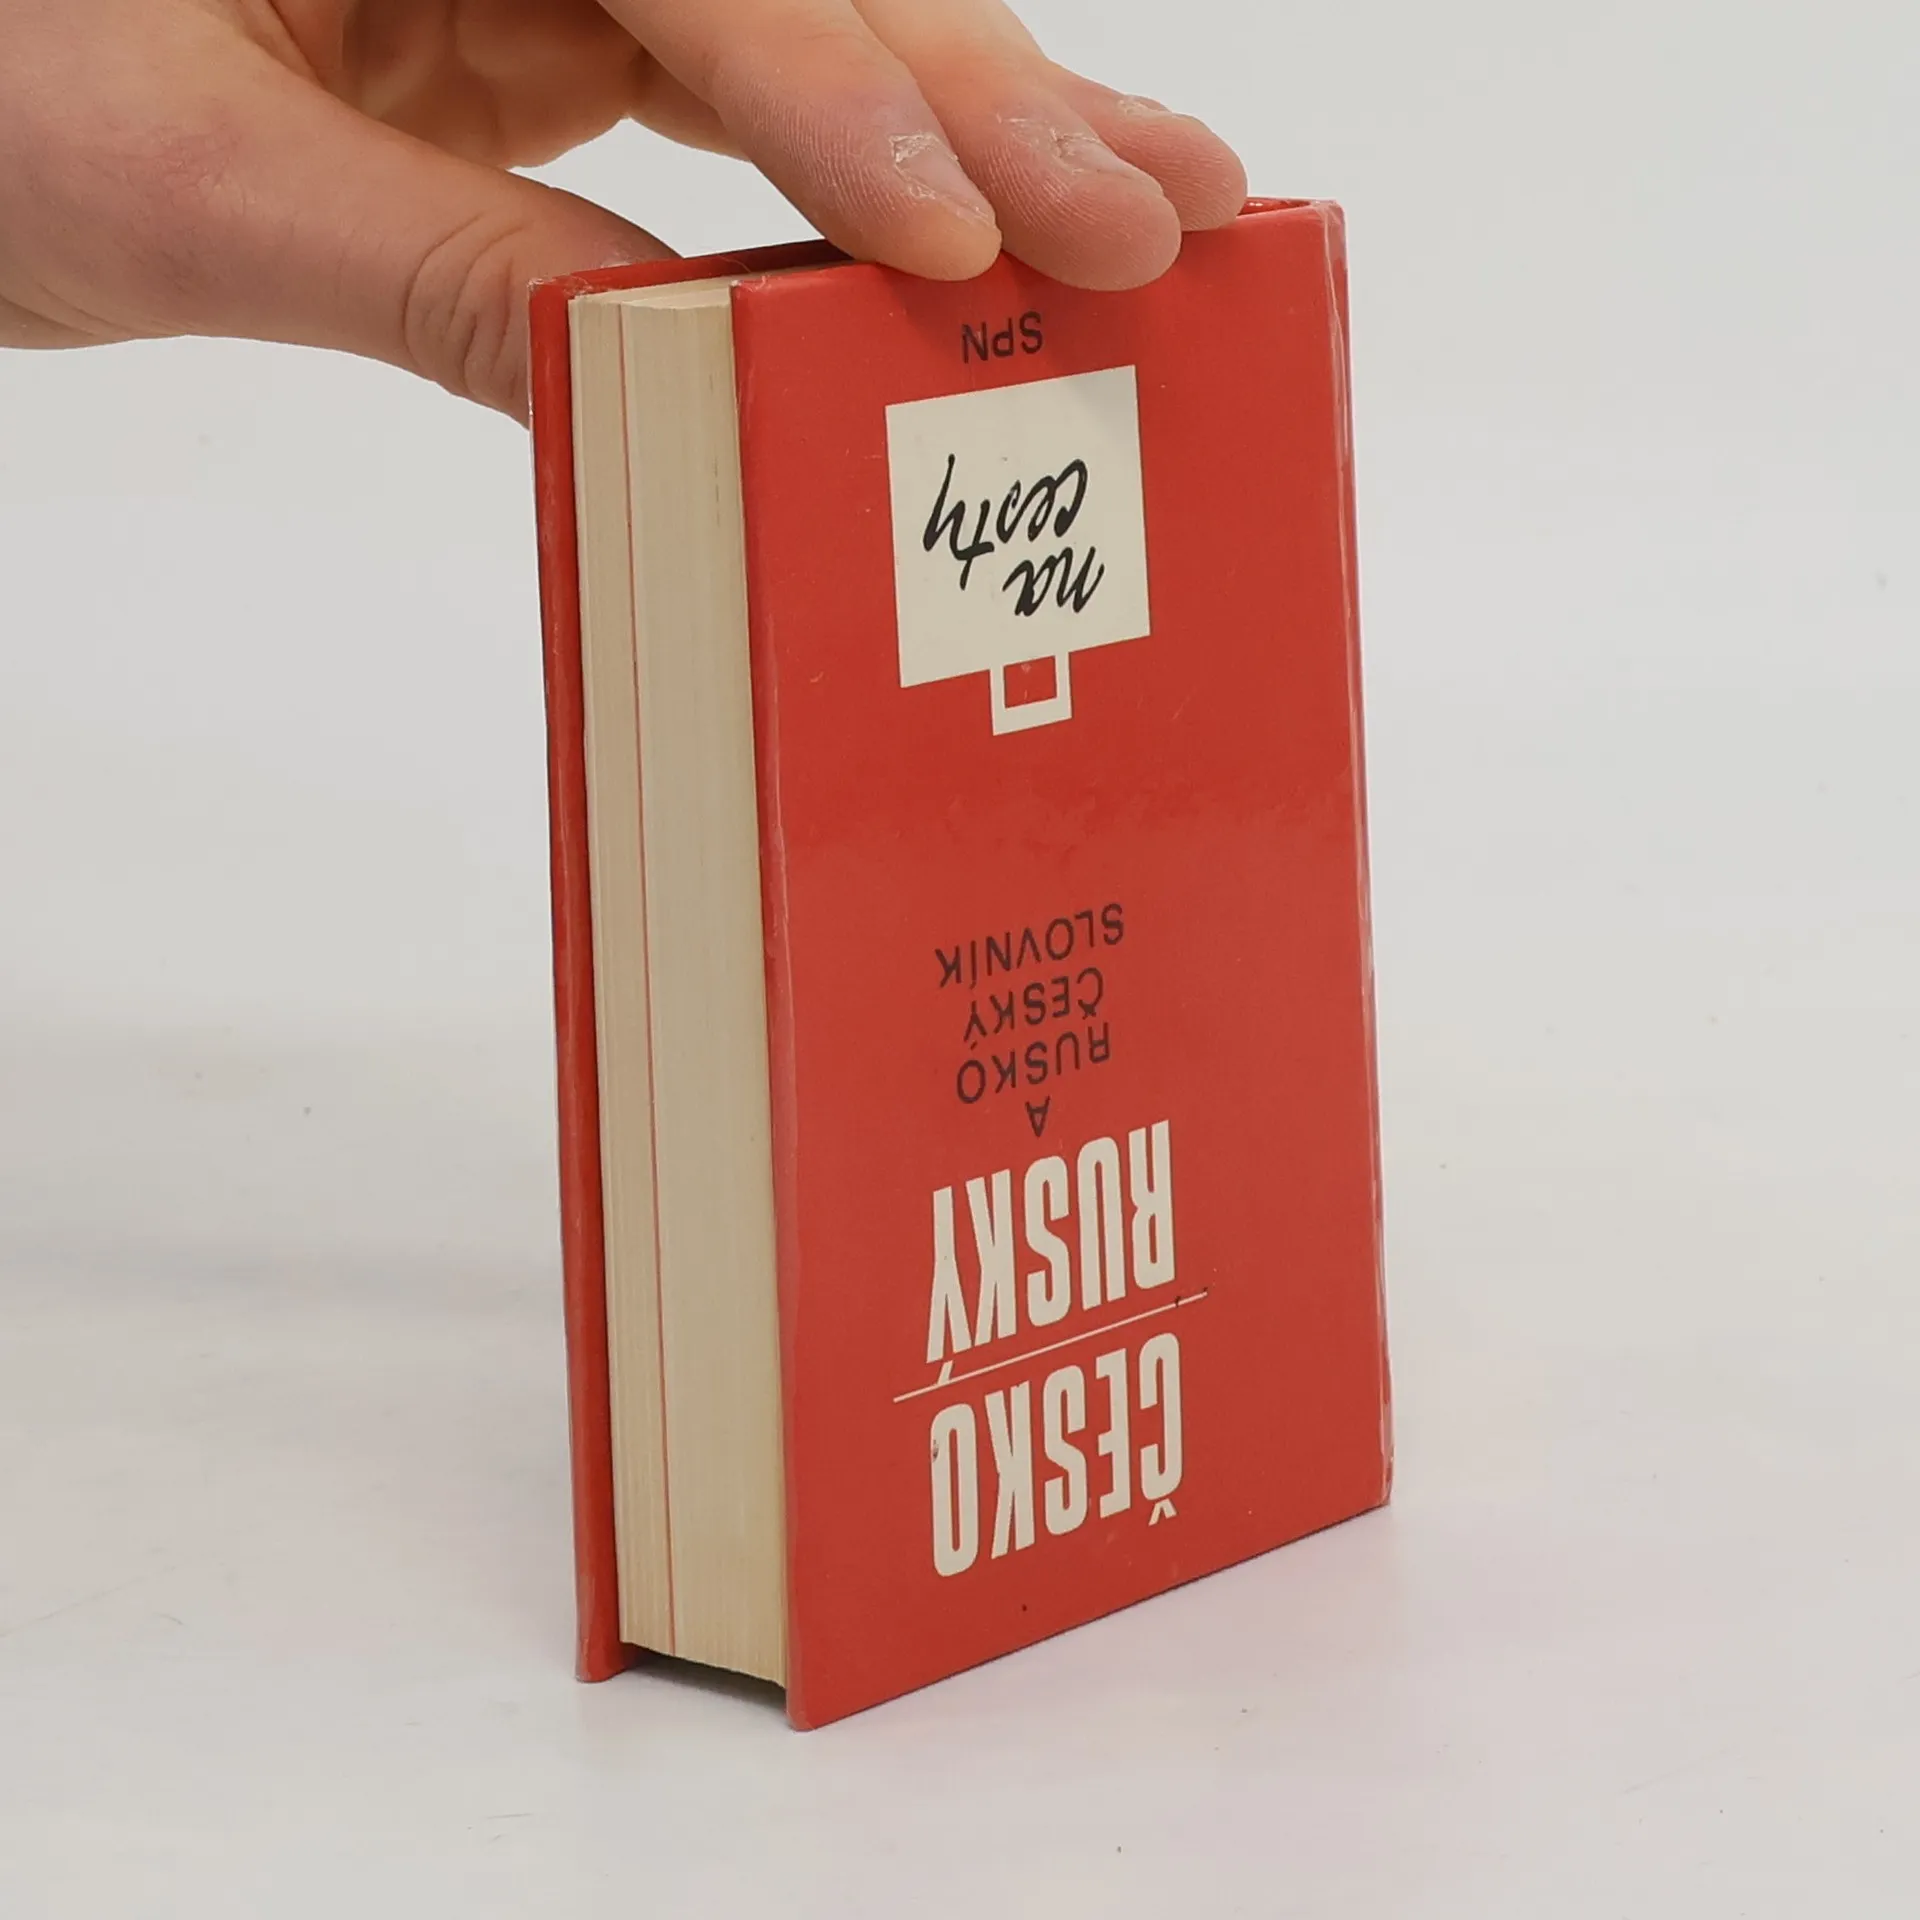 ČESKO
RUSKÝ
A
RUSKO
ČESKÝ
SLOVNÍK
na
cesty
SPN